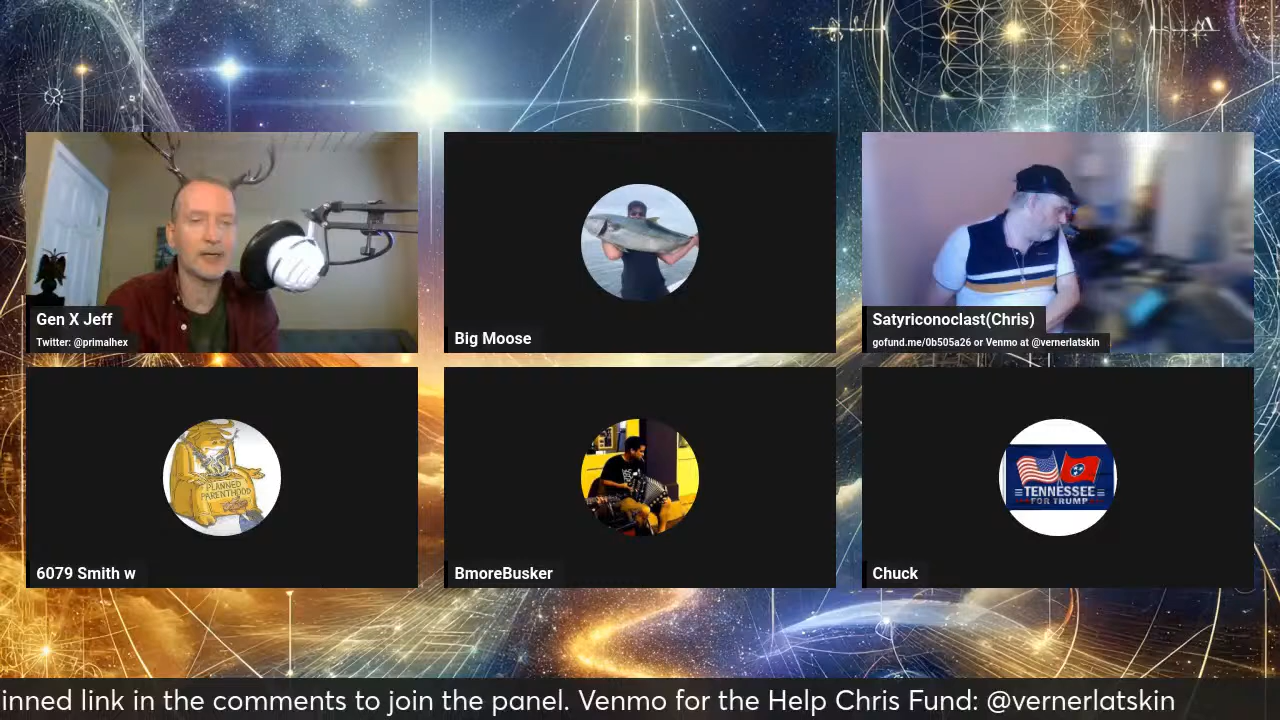 Gen X Jeff
Twitter: @primalhex
Big Moose
Satyriconoclast(Chris)
gofund.me/0b505a26 or Venmo at @vernerlatskin
PLANNED
PARENTHOOD
6079 Smith w
BmoreBusker
TENNESSEE
FOR TRUMP
Chuck
inned link in the comments to join the panel. Venmo for the Help Chris Fund: @vernerlatskin